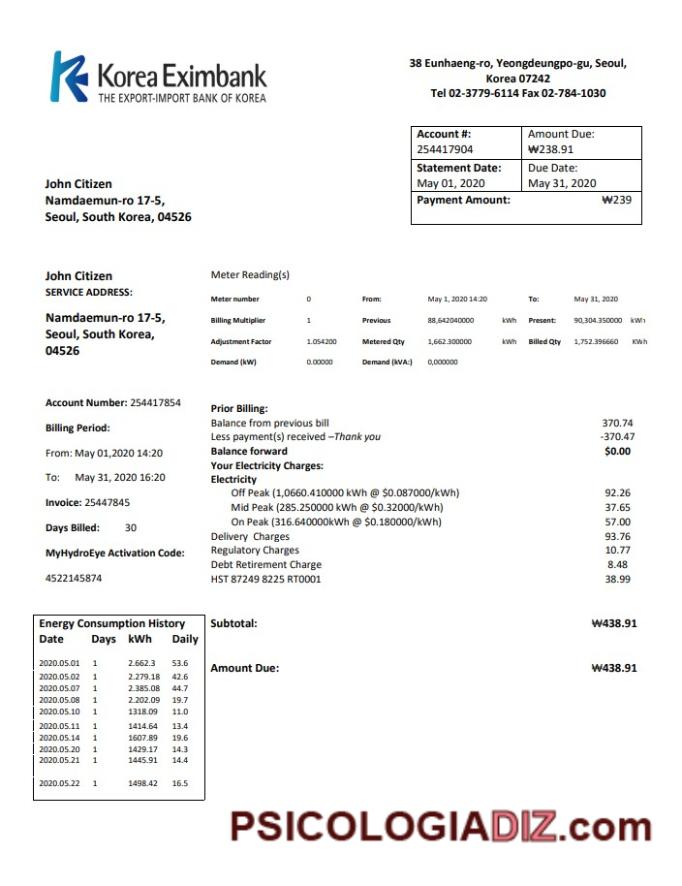 Korea Eximbank
THE EXPORT-IMPORT BANK OF KOREA
38 Eunhaeng-ro, Yeongdeungpo-gu, Seoul,
Korea 07242
Tel 02-3779-6114 Fax 02-784-1030
Account #: Amount Due:
254417904 ₩238.91
Statement Date: Due Date:
May 01, 2020 May 31, 2020
Payment Amount: ₩239
John Citizen
Namdaemun-ro 17-5,
Seoul, South Korea, 04526
John Citizen
SERVICE ADDRESS:
Namdaemun-ro 17-5,
Seoul, South Korea,
04526
Meter Reading(s)
Meter number 0 From: May 1, 2020 14:20 To: May 31, 2020
Billing Multiplier 1 Previous 88,642040000 kWh Present: 90,304.350000 kWh
Adjustment Factor 1.054200 Metered Qty 1,662.300000 kWh Billed Qty 1,752.396660 KWh
Demand (kW) 0.00000 Demand (kVA:) 0,000000
Account Number: 254417854
Billing Period:
From: May 01,2020 14:20
To: May 31, 2020 16:20
Invoice: 25447845
Days Billed: 30
MyHydroEye Activation Code:
4522145874
Prior Billing:
Balance from previous bill 370.74
Less payment(s) received –Thank you -370.47
Balance forward $0.00
Your Electricity Charges:
Electricity
Off Peak (1,0660.410000 kWh @ $0.087000/kWh) 92.26
Mid Peak (285.250000 kWh @ $0.32000/kWh) 37.65
On Peak (316.640000kWh @ $0.180000/kWh) 57.00
Delivery Charges 93.76
Regulatory Charges 10.77
Debt Retirement Charge 8.48
HST 87249 8225 RT0001 38.99
Energy Consumption History
Date Days kWh Daily
2020.05.01 1 2.662.3 53.6
2020.05.02 1 2.279.18 42.6
2020.05.07 1 2.385.08 44.7
2020.05.08 1 2.202.09 19.7
2020.05.10 1 1318.09 11.0
2020.05.11 1 1414.64 13.4
2020.05.14 1 1607.89 19.6
2020.05.20 1 1429.17 14.3
2020.05.21 1 1445.91 14.4
2020.05.22 1 1498.42 16.5
Subtotal: ₩438.91
Amount Due: ₩438.91
PSICOLOGIADIZ.com